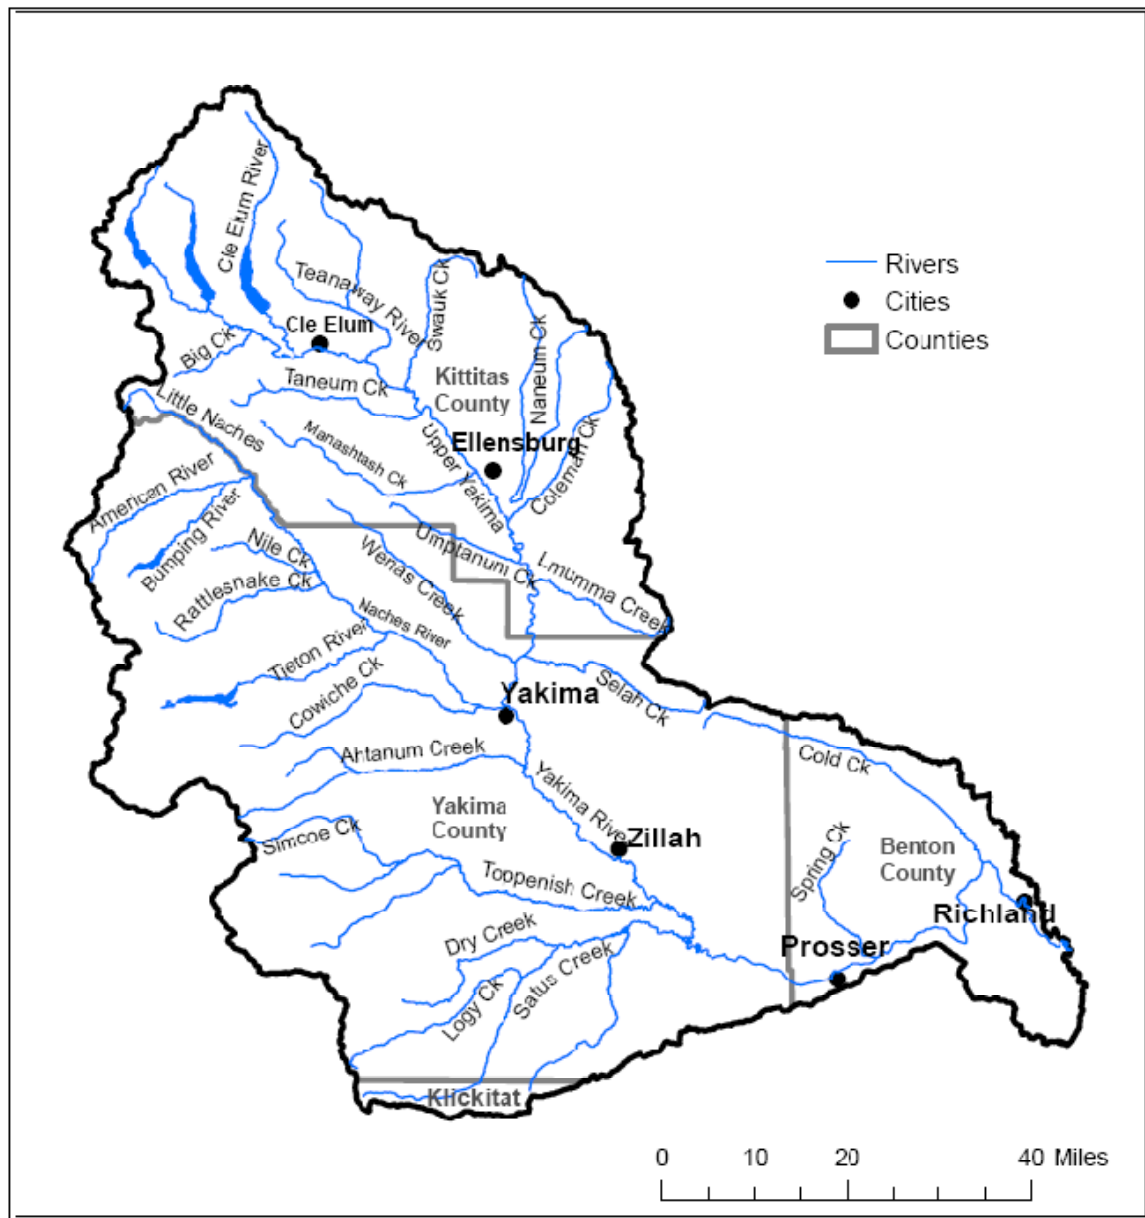 Cle Elum River
Rivers
Teanaway River
Swauk Ck
Cities
Cle Elum
Counties
Big Ck
Naneum Ck
Taneum Ck
Kittitas
County
Little Naches
Manashtash Ck
Upper Yakima
Ellensburg
Coleman Ck
American River
Bumping River
Nile Ck
Wenas Creek
Umptanum Ck
Lmumma Creek
Rattlesnake Ck
Naches River
Tieton River
Cowiche Ck
Yakima
Selah Ck
Ahtanum Creek
Cold Ck
Yakima River
Yakima
County
Zillah
Simcoe Ck
Spring Ck
Benton
County
Toppenish Creek
Richland
Dry Creek
Prosser
Logy Ck
Satus Creek
Klickitat
0 10 20 40 Miles